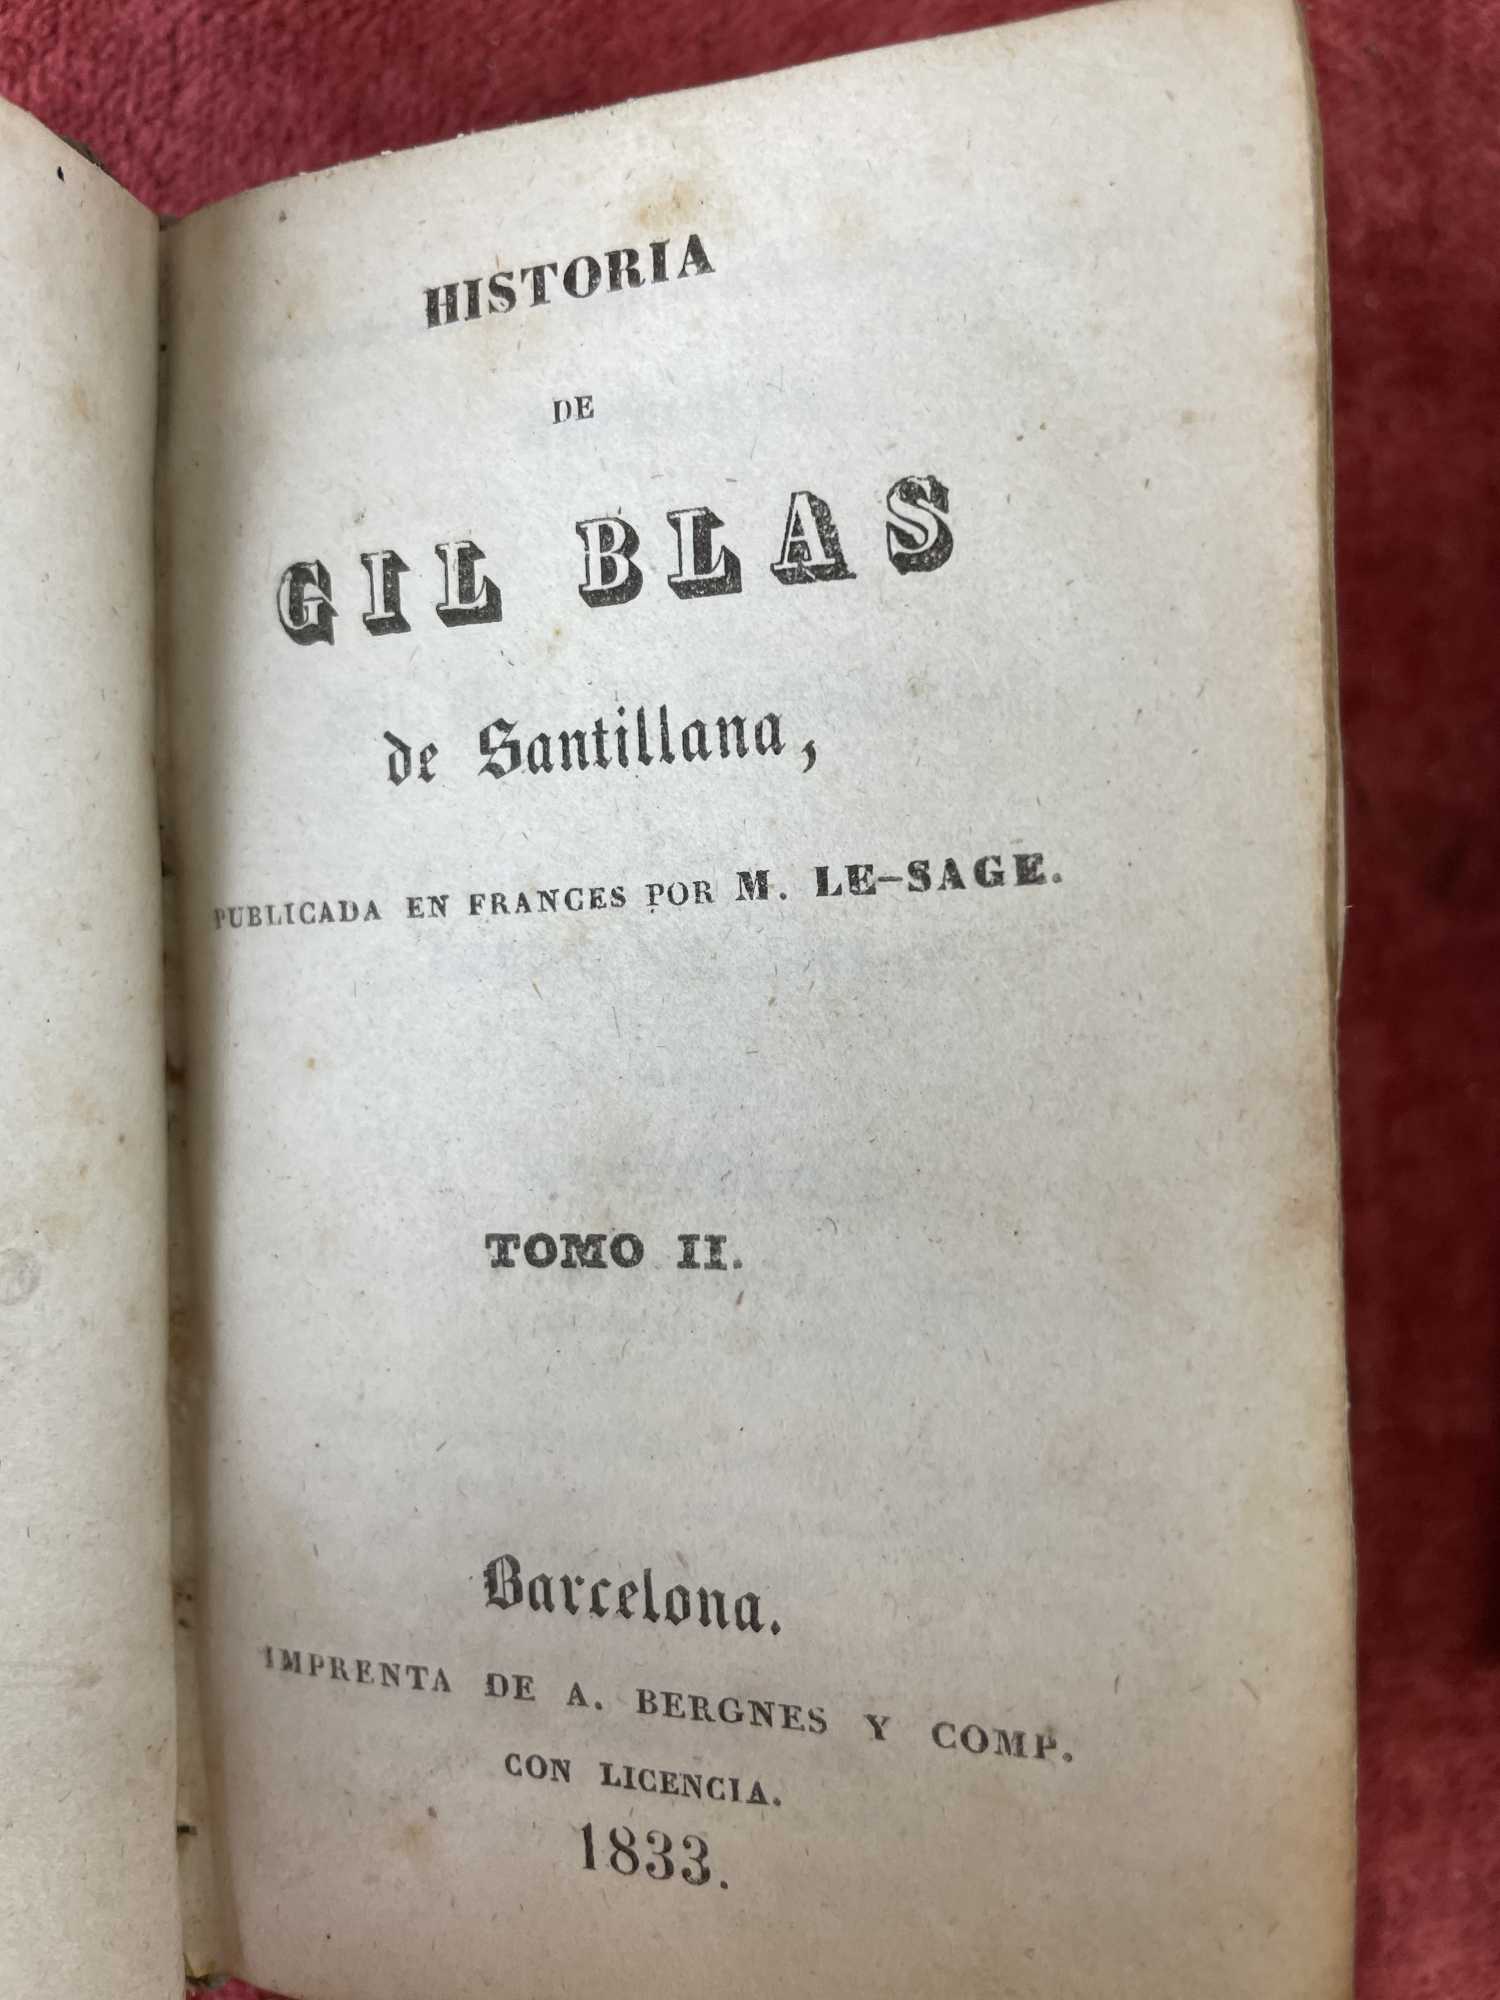 HISTORIA
DE
GIL BLAS
de Santillana,
PUBLICADA EN FRANCES POR M. LE-SAGE.
TOMO II.
Barcelona.
IMPRENTA DE A. BERGNES Y COMP.
CON LICENCIA.
1833.